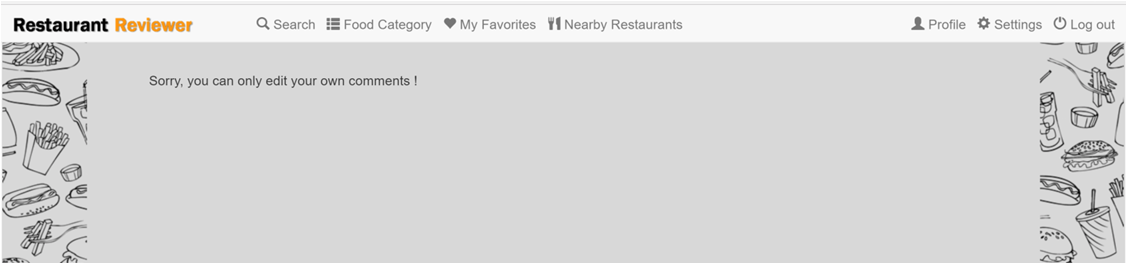 Restaurant Reviewer Search Food Category My Favorites Nearby Restaurants Profile Settings Log out
Sorry, you can only edit your own comments !